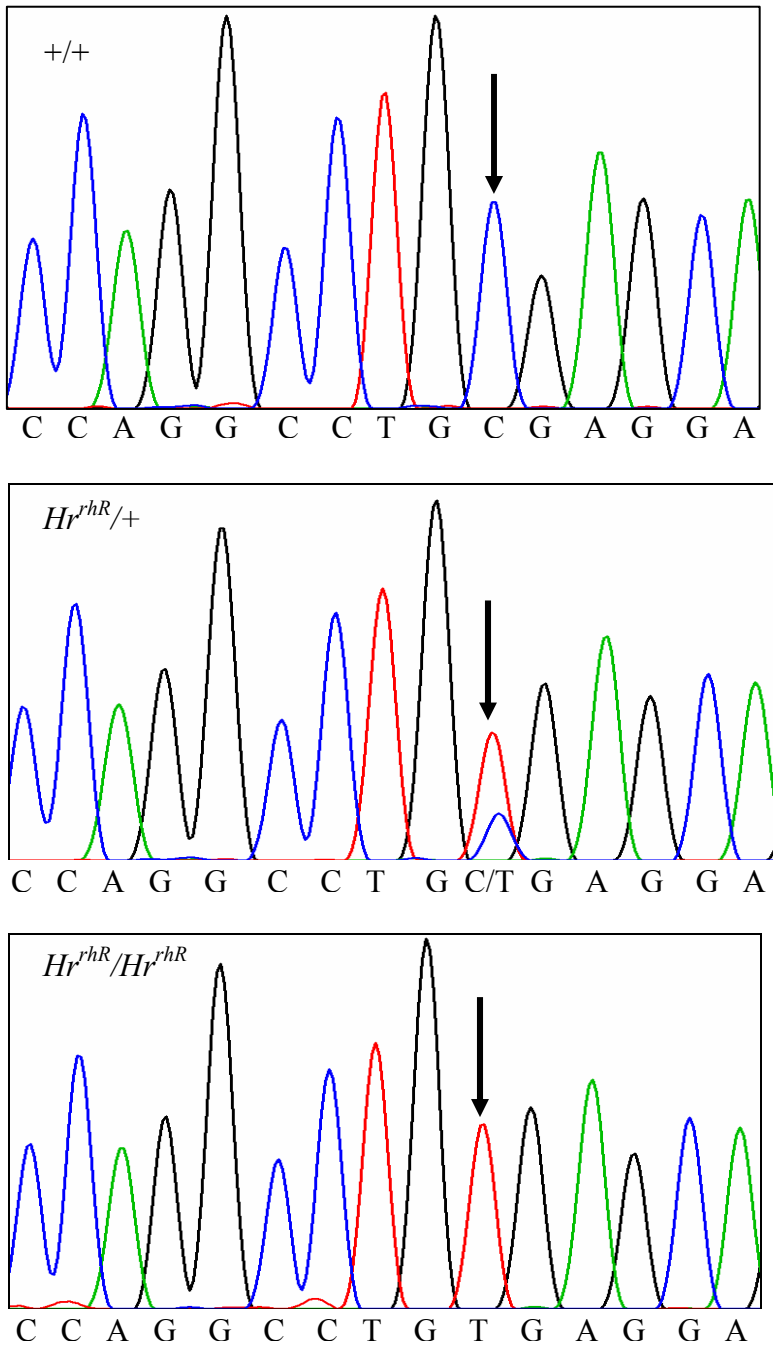 +/+
C C A G G C C T G C G A G G A
Hr^rhR/+
C C A G G C C T G C/T G A G G A
Hr^rhR/Hr^rhR
C C A G G C C T G T G A G G A